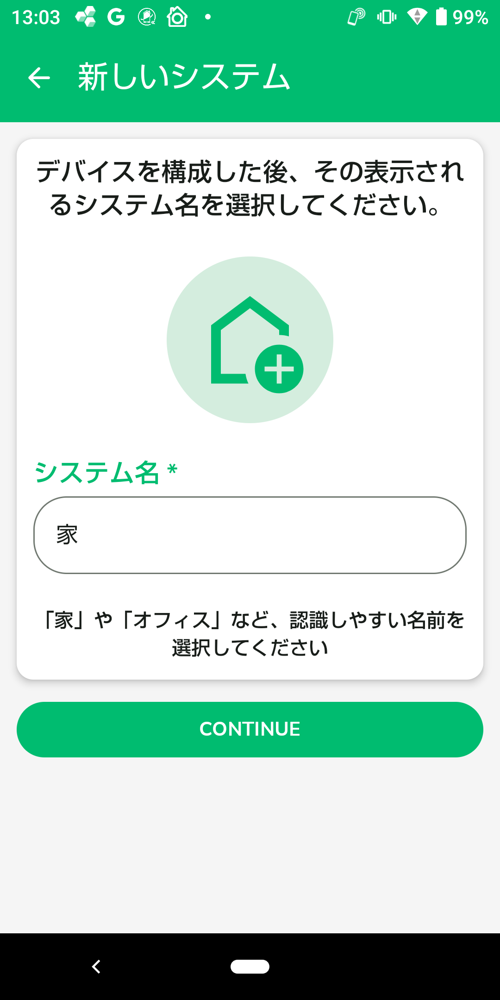 13:03
99%
新しいシステム
デバイスを構成した後、その表示され
るシステム名を選択してください。
システム名 *
家
「家」や「オフィス」など、認識しやすい名前を
選択してください
CONTINUE